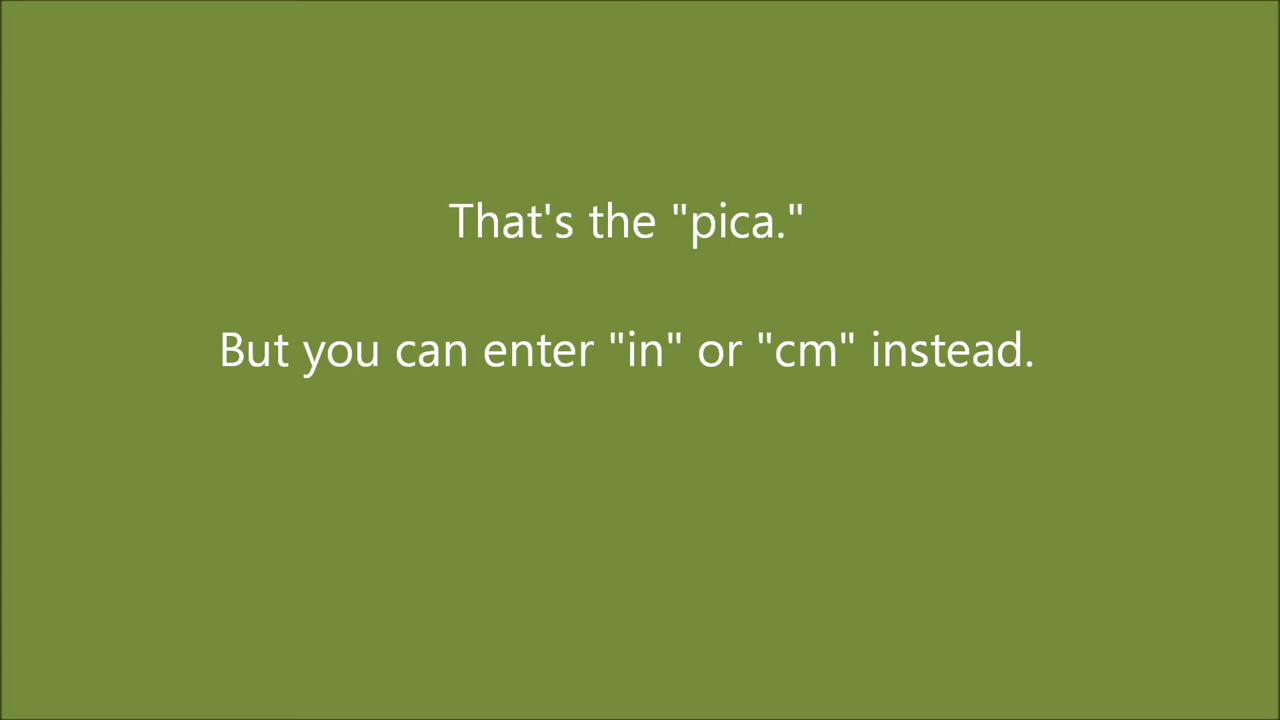 That's the "pica."
But you can enter "in" or "cm" instead.